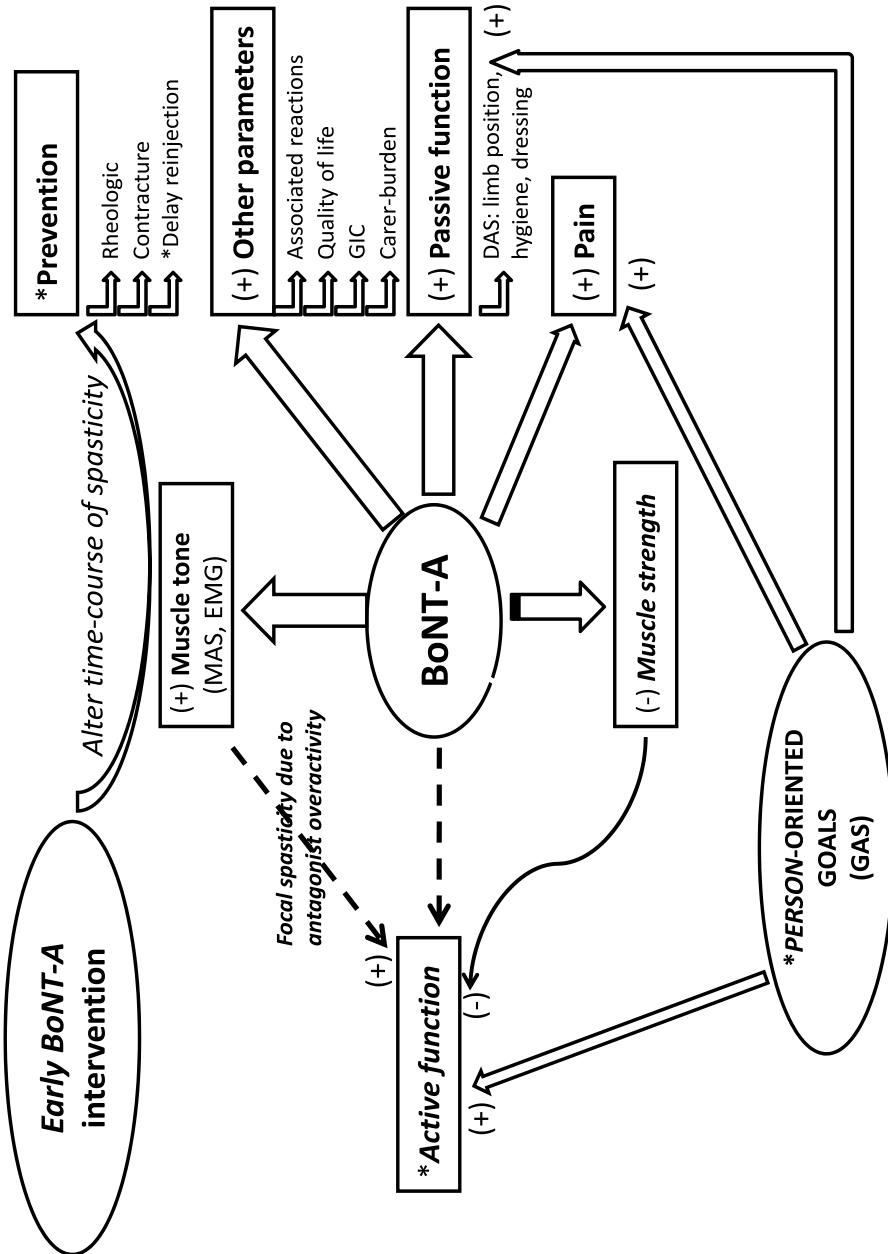 Early BoNT-A
intervention
Alter time-course of spasticity
*Prevention
Rheologic
Contracture
*Delay reinjection
(+) Muscle tone
(MAS, EMG)
(+) Other parameters
Associated reactions
Quality of life
GIC
Carer-burden
Focal spasticity due to
antagonist overactivity
(+)
*Active function
(-)
(+)
BoNT-A
(+) Passive function
(+)
DAS: limb position,
hygiene, dressing
(+) Pain
(+)
(-) Muscle strength
*PERSON-ORIENTED
GOALS
(GAS)